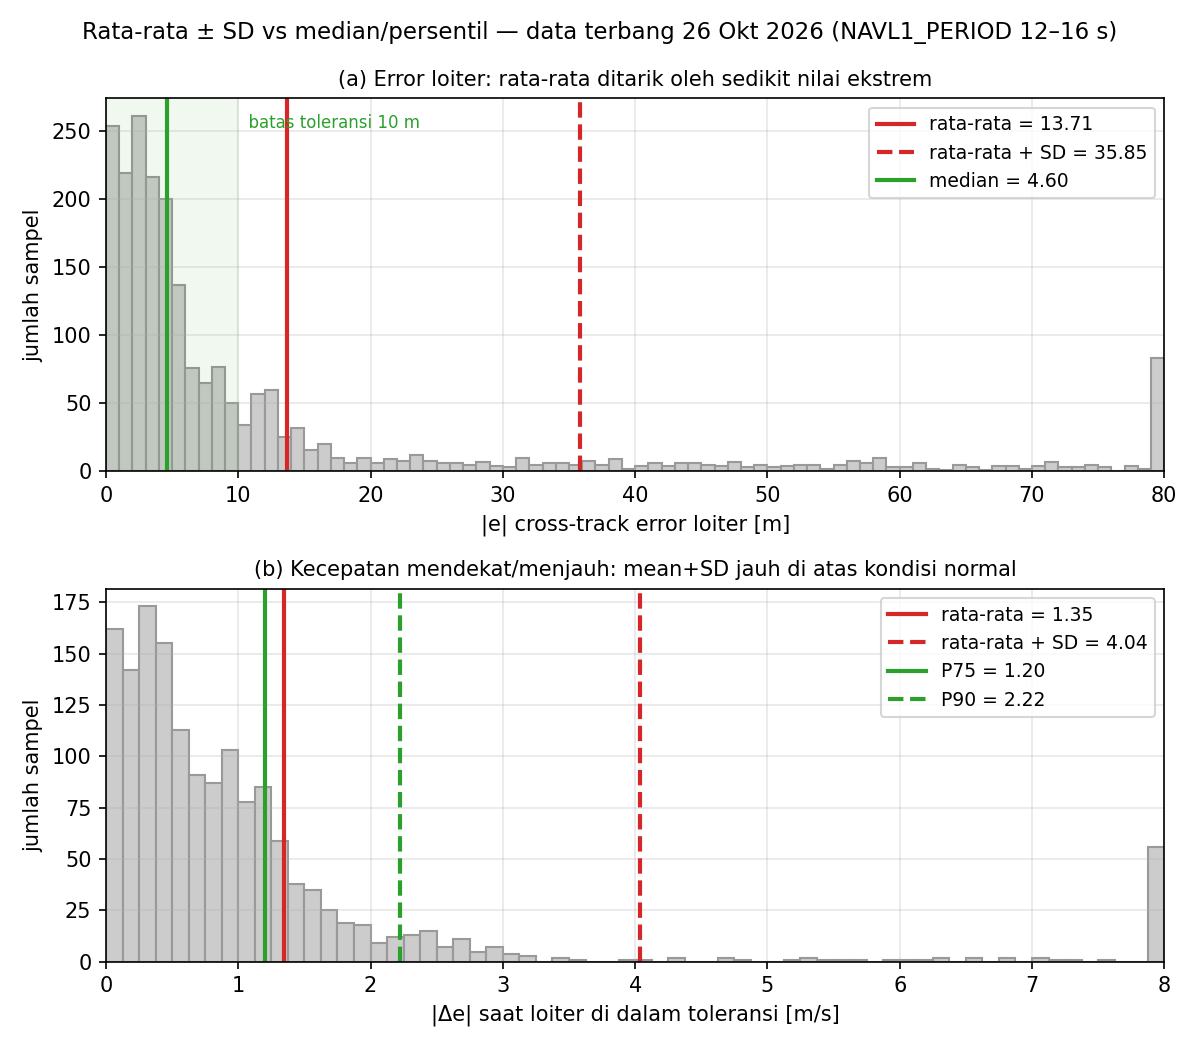 Rata-rata ± SD vs median/persentil — data terbang 26 Okt 2026 (NAVL1_PERIOD 12–16 s)
(a) Error loiter: rata-rata ditarik oleh sedikit nilai ekstrem
batas toleransi 10 m
rata-rata = 13.71
rata-rata + SD = 35.85
median = 4.60
jumlah sampel
250
200
150
100
50
0
0 10 20 30 40 50 60 70 80
|e| cross-track error loiter [m]
(b) Kecepatan mendekat/menjauh: mean+SD jauh di atas kondisi normal
rata-rata = 1.35
rata-rata + SD = 4.04
P75 = 1.20
P90 = 2.22
jumlah sampel
175
150
125
100
75
50
25
0
0 1 2 3 4 5 6 7 8
|Δe| saat loiter di dalam toleransi [m/s]